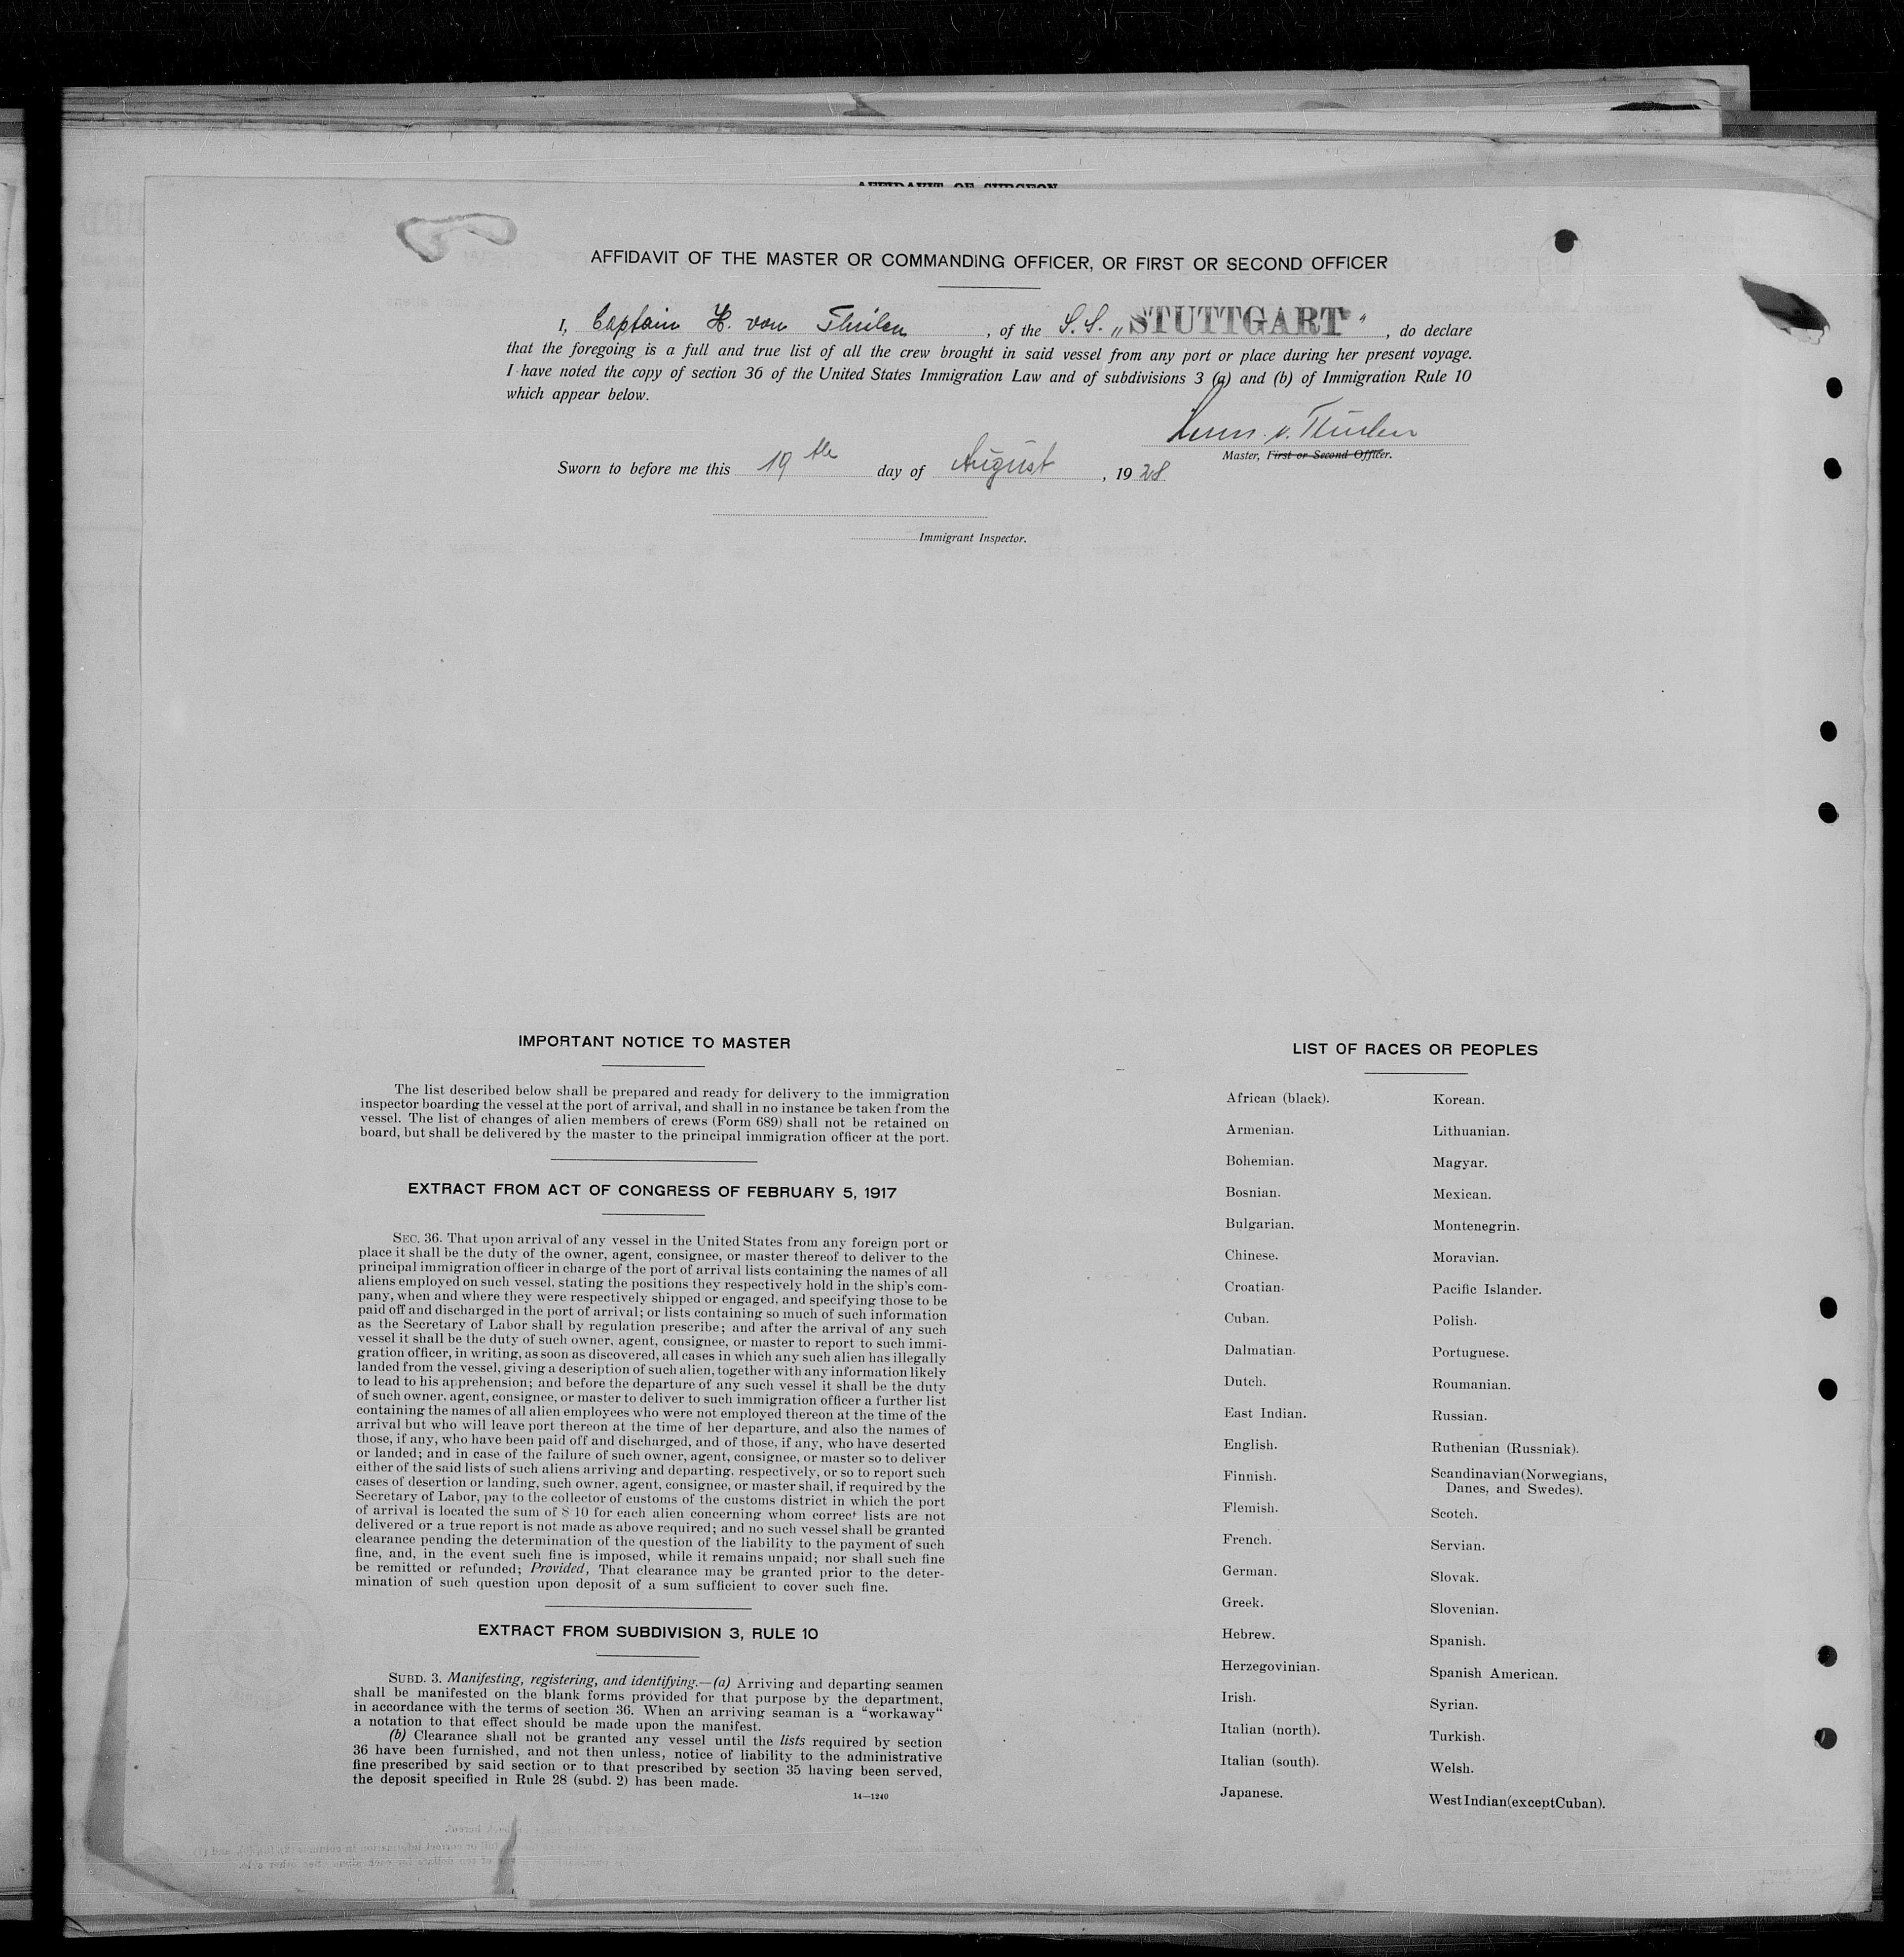 AFFIDAVIT OF SURGEON
AFFIDAVIT OF THE MASTER OR COMMANDING OFFICER, OR FIRST OR SECOND OFFICER
I, Captain H. von Thülen, of the S.S. „STUTTGART", do declare
that the foregoing is a full and true list of all the crew brought in said vessel from any port or place during her present voyage.
I have noted the copy of section 36 of the United States Immigration Law and of subdivisions 3 (a) and (b) of Immigration Rule 10
which appear below.
v. Thülen
Master, First or Second Officer.
Sworn to before me this 19th day of August, 1928
Immigrant Inspector.
IMPORTANT NOTICE TO MASTER
The list described below shall be prepared and ready for delivery to the immigration
inspector boarding the vessel at the port of arrival, and shall in no instance be taken from the
vessel. The list of changes of alien members of crews (Form 689) shall not be retained on
board, but shall be delivered by the master to the principal immigration officer at the port.
EXTRACT FROM ACT OF CONGRESS OF FEBRUARY 5, 1917
SEC. 36. That upon arrival of any vessel in the United States from any foreign port or
place it shall be the duty of the owner, agent, consignee, or master thereof to deliver to the
principal immigration officer in charge of the port of arrival lists containing the names of all
aliens employed on such vessel, stating the positions they respectively hold in the ship's com-
pany, when and where they were respectively shipped or engaged, and specifying those to be
paid off and discharged in the port of arrival; or lists containing so much of such information
as the Secretary of Labor shall by regulation prescribe; and after the arrival of any such
vessel it shall be the duty of such owner, agent, consignee, or master to report to such immi-
gration officer, in writing, as soon as discovered, all cases in which any such alien has illegally
landed from the vessel, giving a description of such alien, together with any information likely
to lead to his apprehension; and before the departure of any such vessel it shall be the duty
of such owner. agent, consignee, or master to deliver to such immigration officer a further list
containing the names of all alien employees who were not employed thereon at the time of the
arrival but who will leave port thereon at the time of her departure, and also the names of
those, if any, who have been paid off and discharged, and of those, if any, who have deserted
or landed; and in case of the failure of such owner, agent, consignee, or master so to deliver
either of the said lists of such aliens arriving and departing, respectively, or so to report such
cases of desertion or landing, such owner, agent, consignee, or master shall, if required by the
Secretary of Labor, pay to the collector of customs of the customs district in which the port
of arrival is located the sum of $ 10 for each alien concerning whom correct lists are not
delivered or a true report is not made as above required; and no such vessel shall be granted
clearance pending the determination of the question of the liability to the payment of such
fine, and, in the event such fine is imposed, while it remains unpaid; nor shall such fine
be remitted or refunded; Provided, That clearance may be granted prior to the deter-
mination of such question upon deposit of a sum sufficient to cover such fine.
EXTRACT FROM SUBDIVISION 3, RULE 10
SUBD. 3. Manifesting, registering, and identifying.—(a) Arriving and departing seamen
shall be manifested on the blank forms provided for that purpose by the department,
in accordance with the terms of section 36. When an arriving seaman is a "workaway"
a notation to that effect should be made upon the manifest.
(b) Clearance shall not be granted any vessel until the lists required by section
36 have been furnished, and not then unless, notice of liability to the administrative
fine prescribed by said section or to that prescribed by section 35 having been served,
the deposit specified in Rule 28 (subd. 2) has been made.
14—1240
LIST OF RACES OR PEOPLES
African (black).
Armenian.
Bohemian.
Bosnian.
Bulgarian.
Chinese.
Croatian.
Cuban.
Dalmatian.
Dutch.
East Indian.
English.
Finnish.
Flemish.
French.
German.
Greek.
Hebrew.
Herzegovinian.
Irish.
Italian (north).
Italian (south).
Japanese.
Korean.
Lithuanian.
Magyar.
Mexican.
Montenegrin.
Moravian.
Pacific Islander.
Polish.
Portuguese.
Roumanian.
Russian.
Ruthenian (Russniak).
Scandinavian (Norwegians,
Danes, and Swedes).
Scotch.
Servian.
Slovak.
Slovenian.
Spanish.
Spanish American.
Syrian.
Turkish.
Welsh.
West Indian (except Cuban).